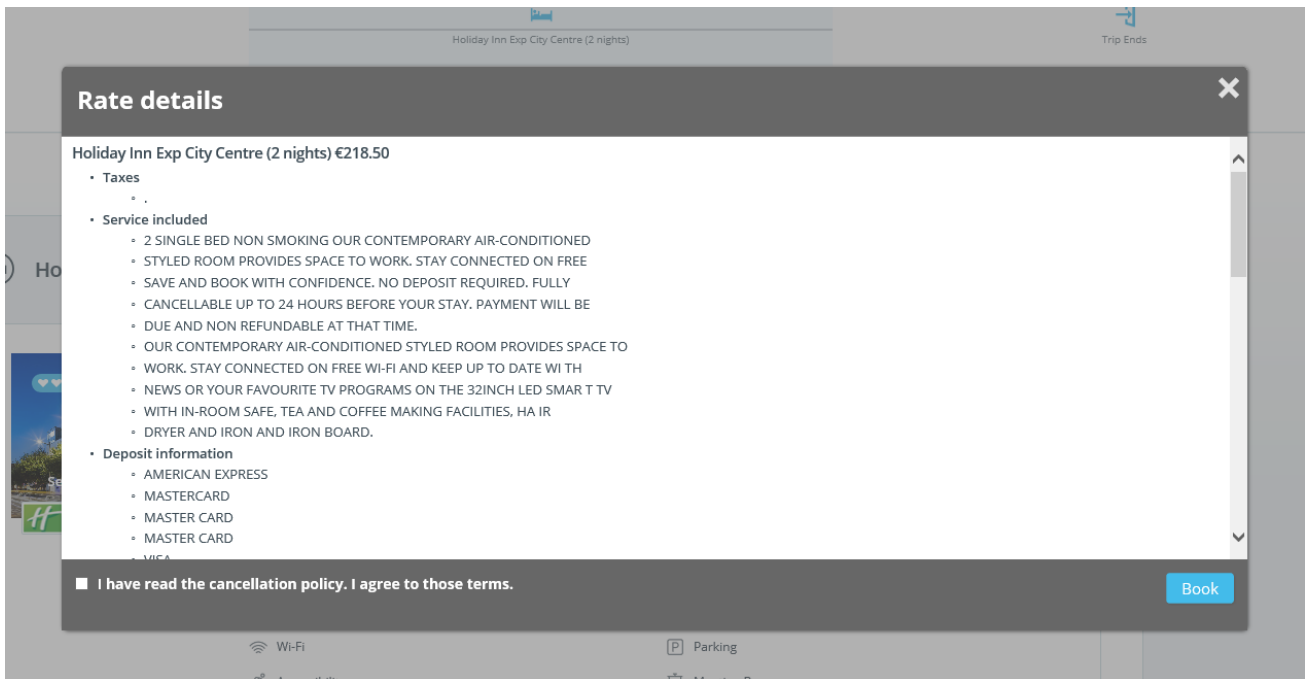 Holiday Inn Exp City Centre (2 nights)
Trip Ends
Rate details
Holiday Inn Exp City Centre (2 nights) €218.50
Taxes
.
Service included
2 SINGLE BED NON SMOKING OUR CONTEMPORARY AIR-CONDITIONED
STYLED ROOM PROVIDES SPACE TO WORK. STAY CONNECTED ON FREE
SAVE AND BOOK WITH CONFIDENCE. NO DEPOSIT REQUIRED. FULLY
CANCELLABLE UP TO 24 HOURS BEFORE YOUR STAY. PAYMENT WILL BE
DUE AND NON REFUNDABLE AT THAT TIME.
OUR CONTEMPORARY AIR-CONDITIONED STYLED ROOM PROVIDES SPACE TO
WORK. STAY CONNECTED ON FREE WI-FI AND KEEP UP TO DATE WI TH
NEWS OR YOUR FAVOURITE TV PROGRAMS ON THE 32INCH LED SMAR T TV
WITH IN-ROOM SAFE, TEA AND COFFEE MAKING FACILITIES, HA IR
DRYER AND IRON AND IRON BOARD.
Deposit information
AMERICAN EXPRESS
MASTERCARD
MASTER CARD
MASTER CARD
VISA
Ho
Se
H
I have read the cancellation policy. I agree to those terms.
Book
Wi-Fi
P Parking